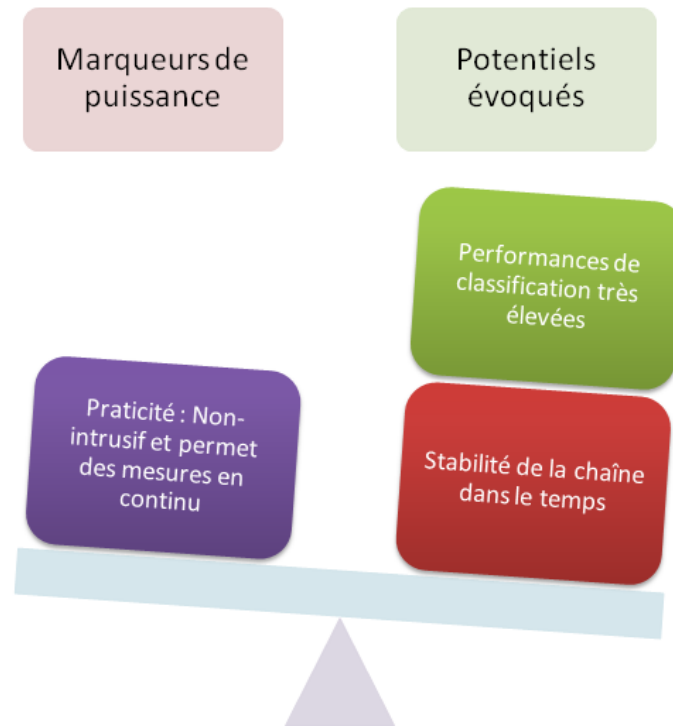 Marqueurs de
puissance
Potentiels
évoqués
Performances de
classification très
élevées
Praticité : Non-
intrusif et permet
des mesures en
continu
Stabilité de la chaîne
dans le temps